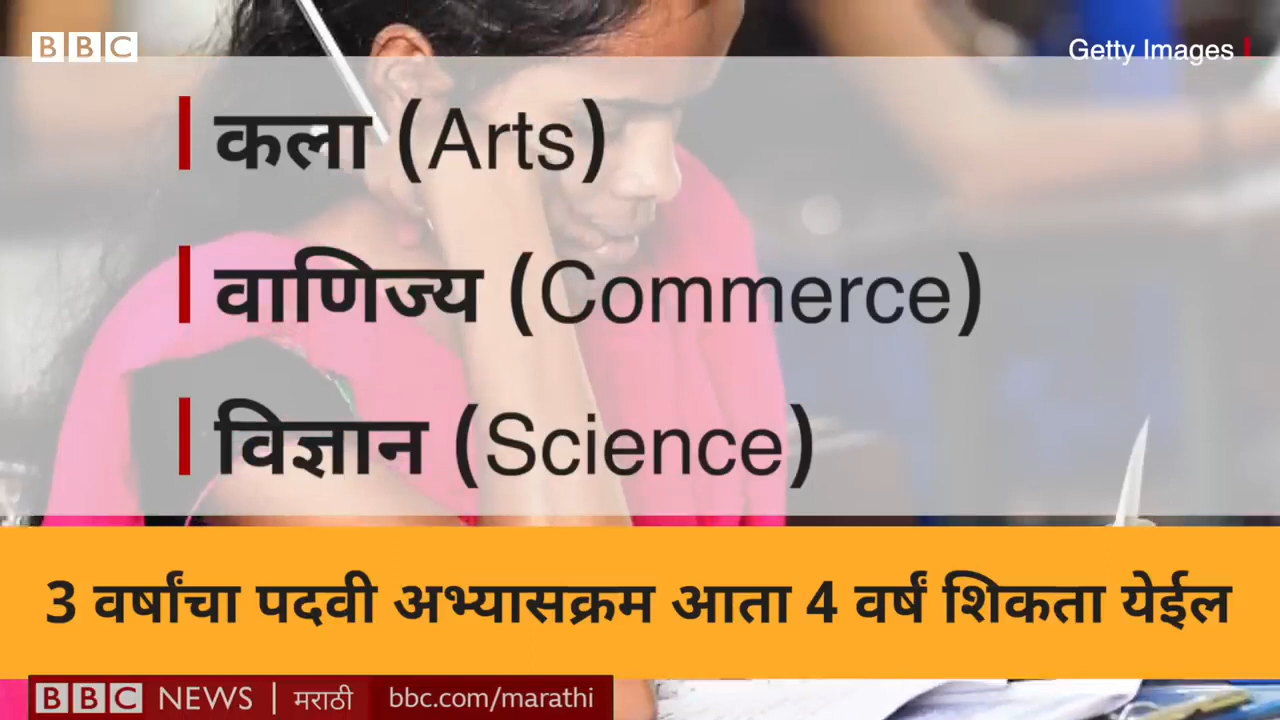 BBC
Getty Images
कला (Arts)
वाणिज्य (Commerce)
विज्ञान (Science)
3 वर्षांचा पदवी अभ्यासक्रम आता 4 वर्षं शिकता येईल
BBC NEWS | मराठी bbc.com/marathi